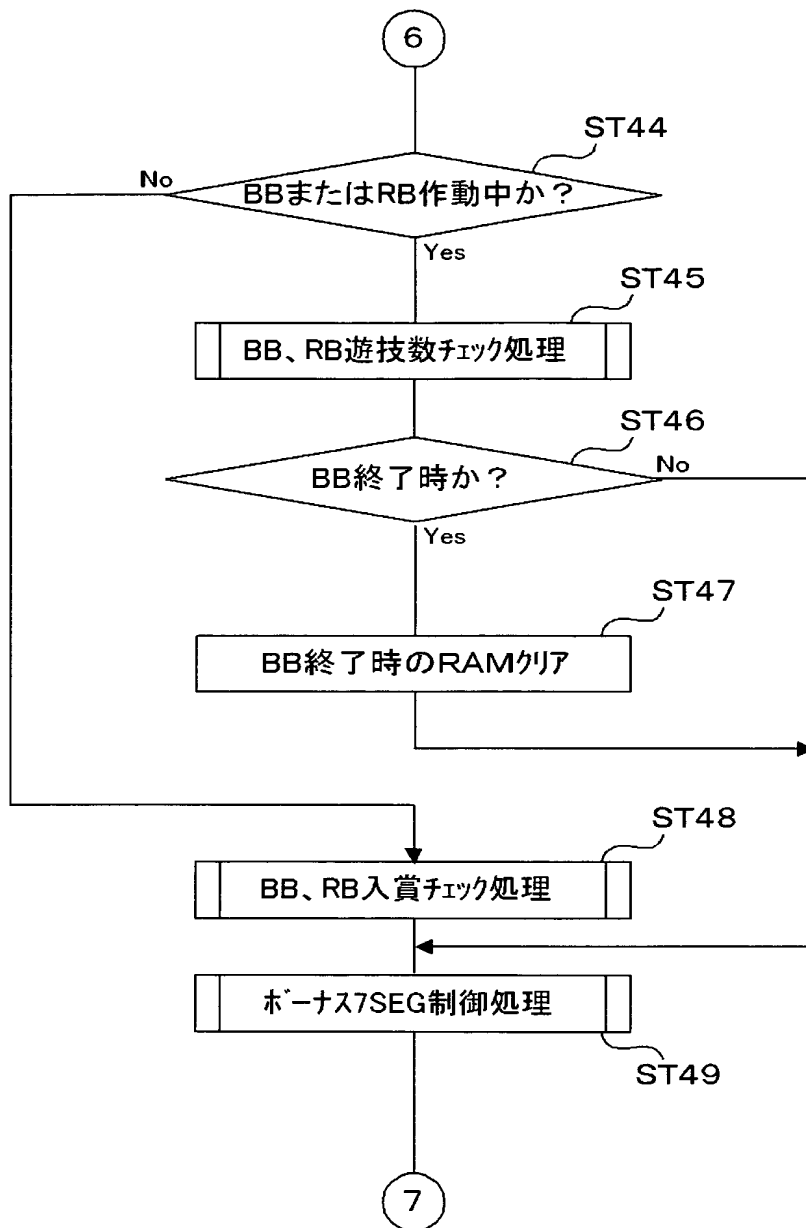 6
ST44
No
BBまたはRB作動中か？
Yes
ST45
BB、RB遊技数チェック処理
ST46
BB終了時か？
No
Yes
ST47
BB終了時のRAMクリア
ST48
BB、RB入賞チェック処理
ボーナス7SEG制御処理
ST49
7